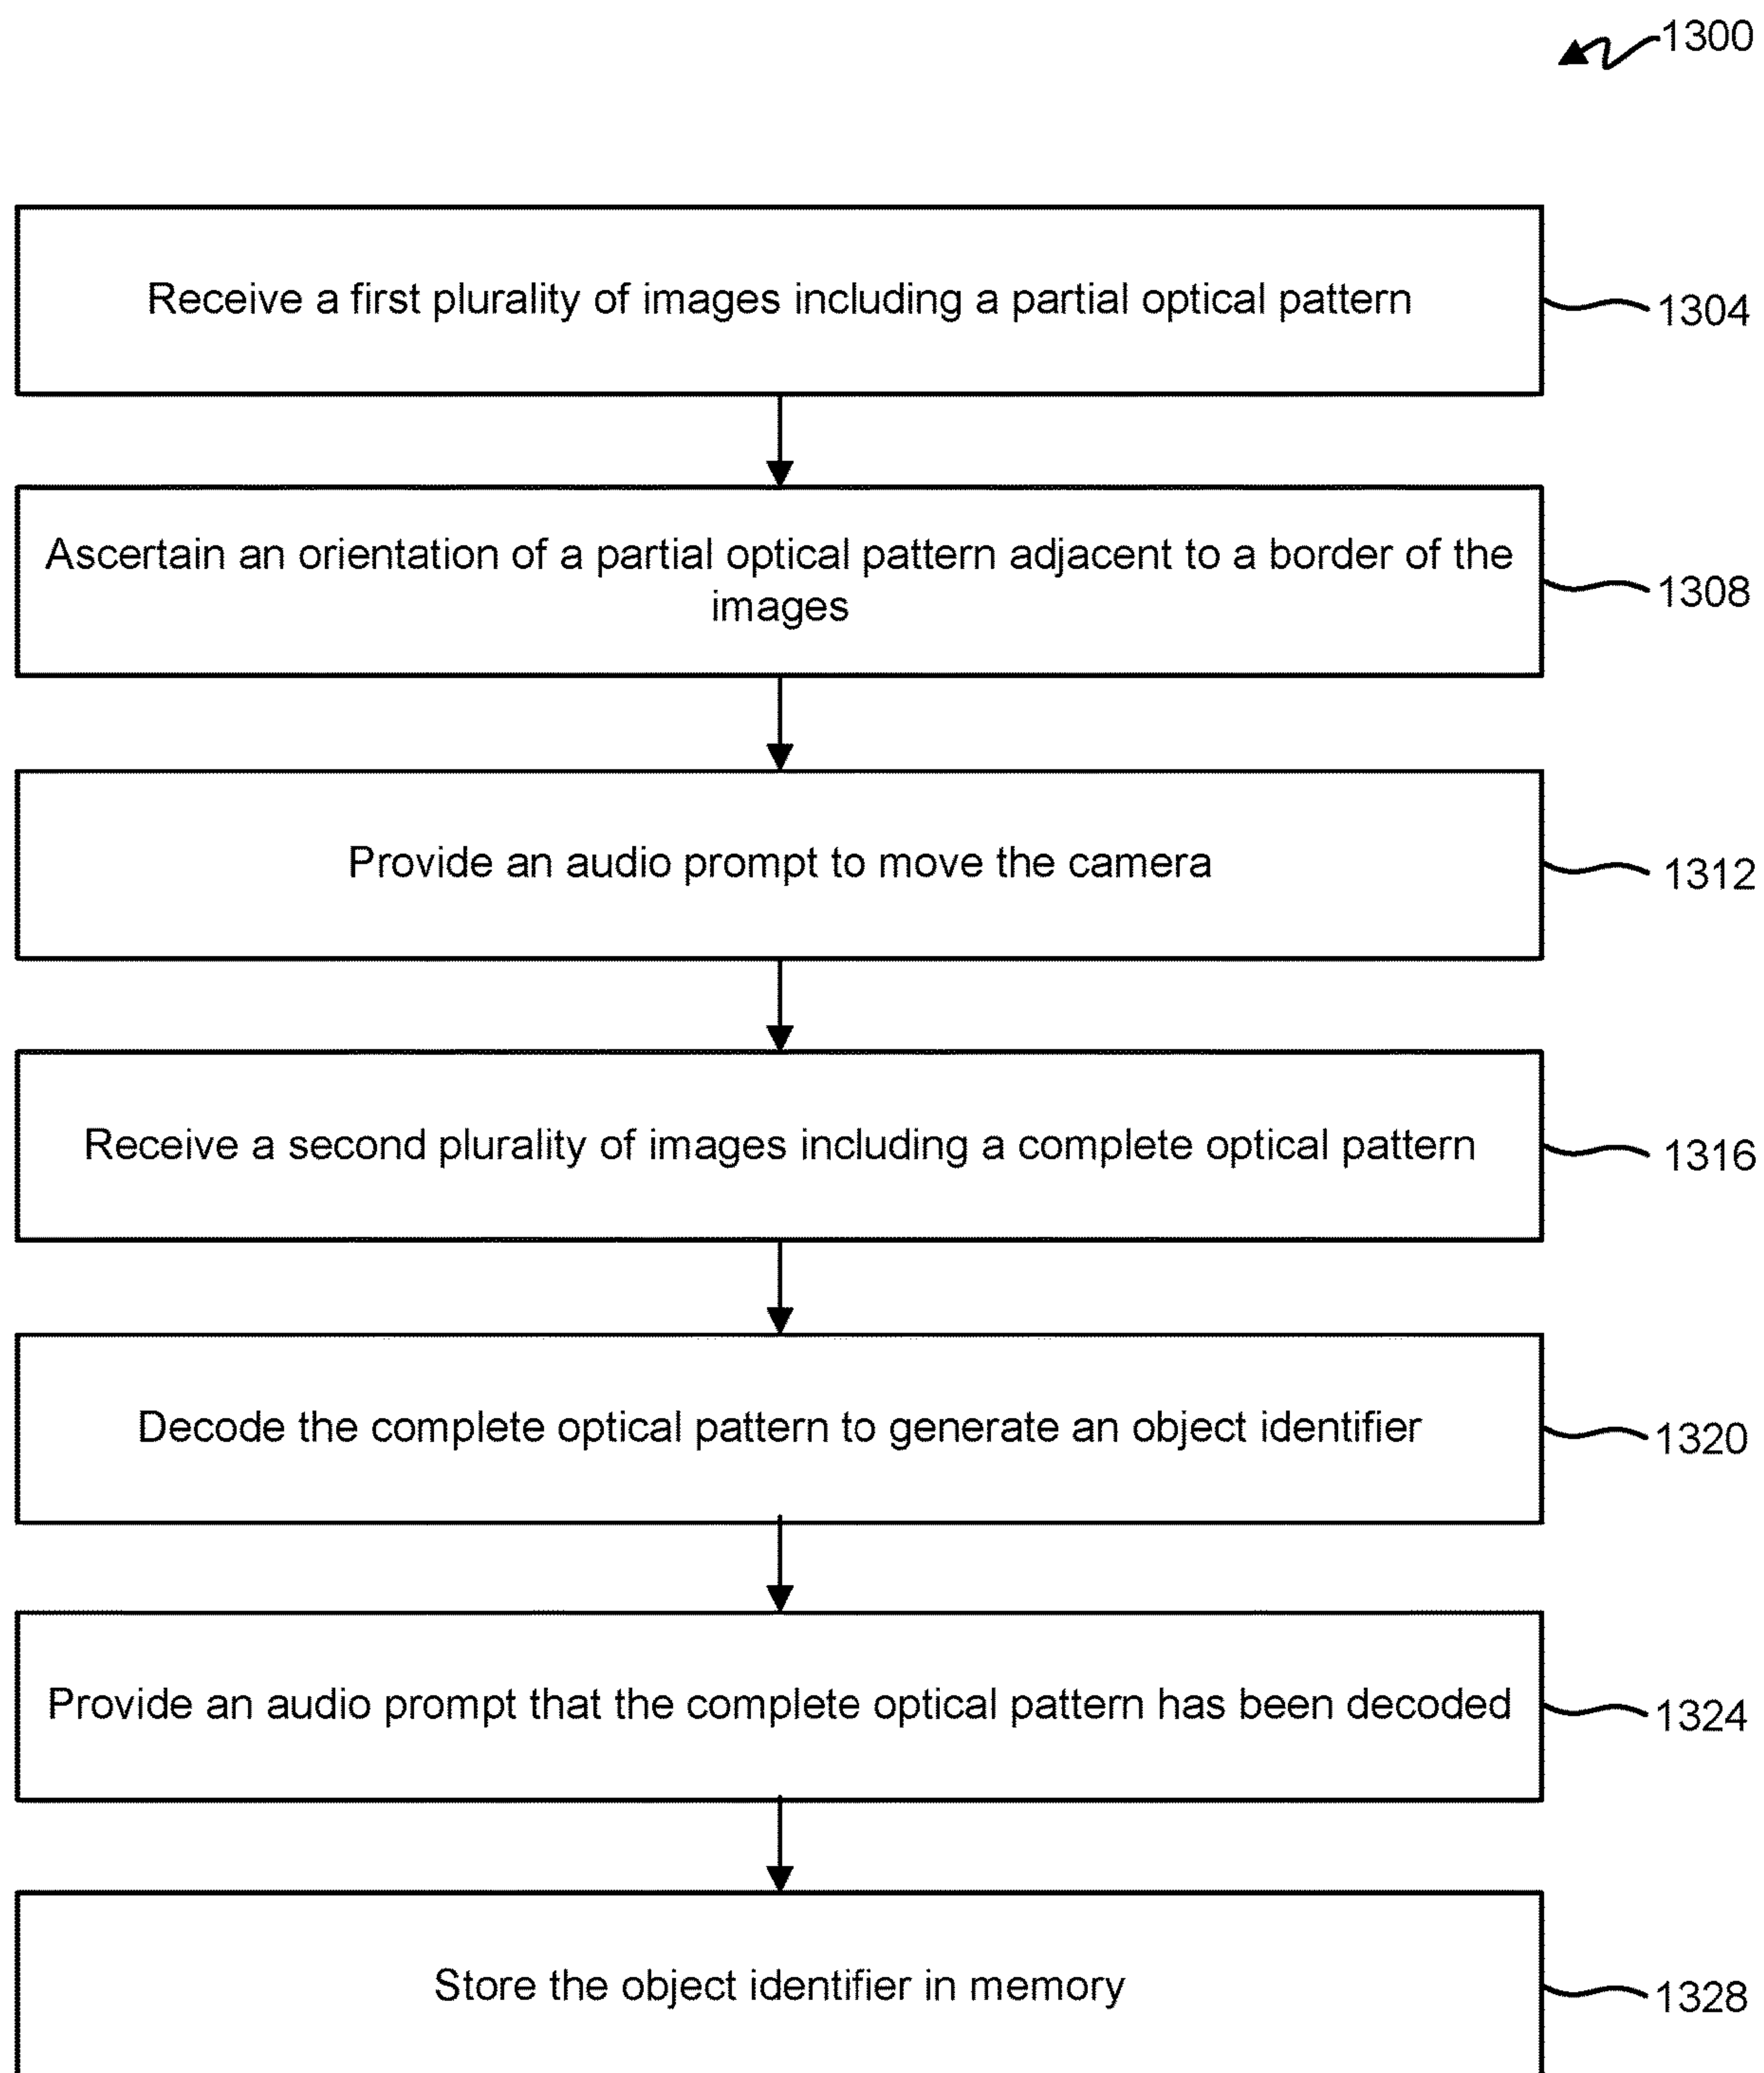 1300
Receive a first plurality of images including a partial optical pattern
1304
Ascertain an orientation of a partial optical pattern adjacent to a border of the
images
1308
Provide an audio prompt to move the camera
1312
Receive a second plurality of images including a complete optical pattern
1316
Decode the complete optical pattern to generate an object identifier
1320
Provide an audio prompt that the complete optical pattern has been decoded
1324
Store the object identifier in memory
1328